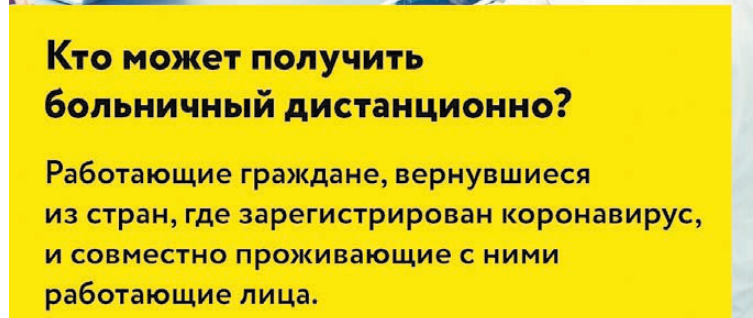 Кто может получить
больничный дистанционно?
Работающие граждане, вернувшиеся
из стран, где зарегистрирован коронавирус,
и совместно проживающие с ними
работающие лица.